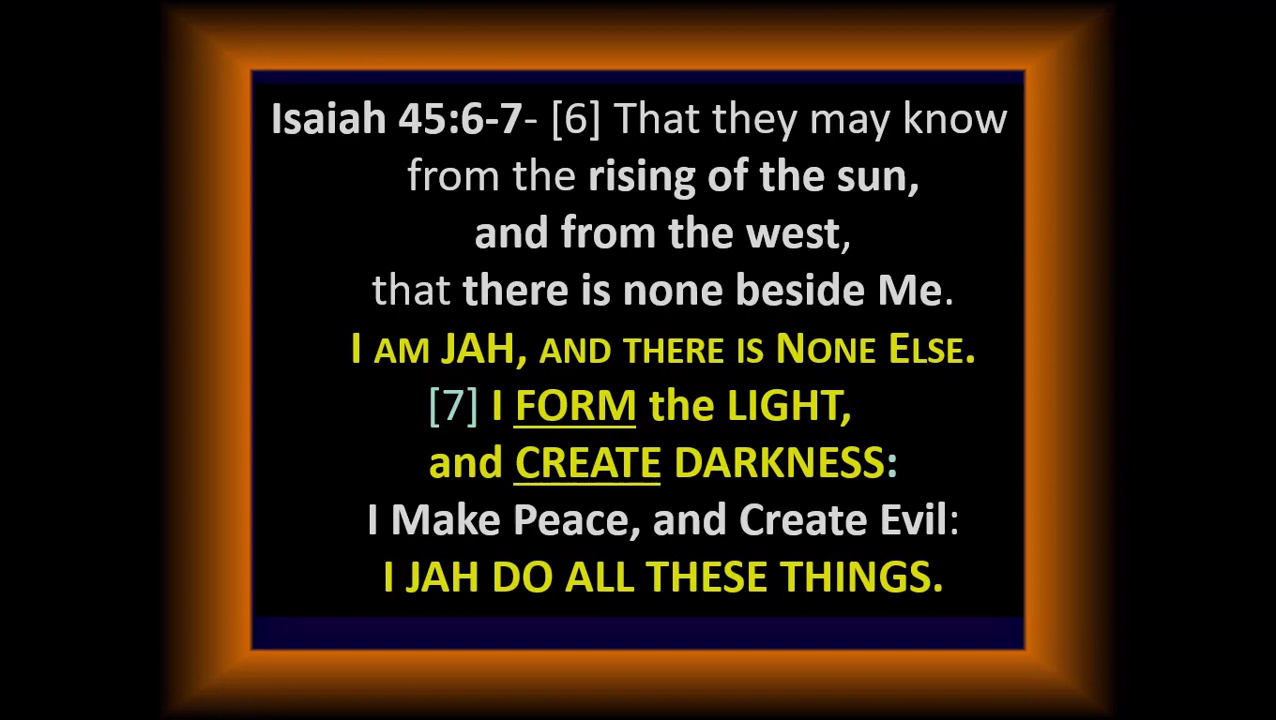 Isaiah 45:6-7- [6] That they may know
from the rising of the sun,
and from the west,
that there is none beside Me.
I AM JAH, AND THERE IS NONE ELSE.
[7] I FORM the LIGHT,
and CREATE DARKNESS:
I Make Peace, and Create Evil:
I JAH DO ALL THESE THINGS.